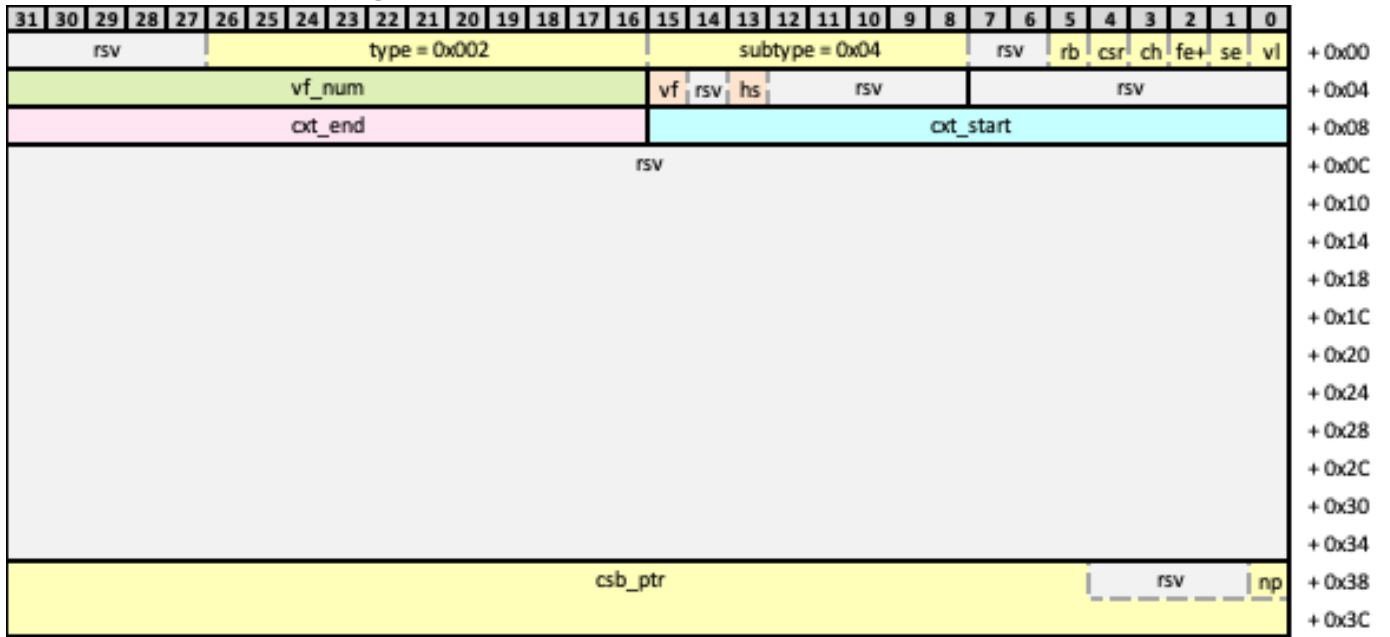 31 30 29 28 27 26 25 24 23 22 21 20 19 18 17 16 15 14 13 12 11 10 9 8 7 6 5 4 3 2 1 0
rsv type = 0x002 subtype = 0x04 rsv rb csr ch fe+ se vl + 0x00
vf_num vf rsv hs rsv rsv + 0x04
cxt_end cxt_start + 0x08
rsv + 0x0C
+ 0x10
+ 0x14
+ 0x18
+ 0x1C
+ 0x20
+ 0x24
+ 0x28
+ 0x2C
+ 0x30
+ 0x34
csb_ptr rsv np + 0x38
+ 0x3C